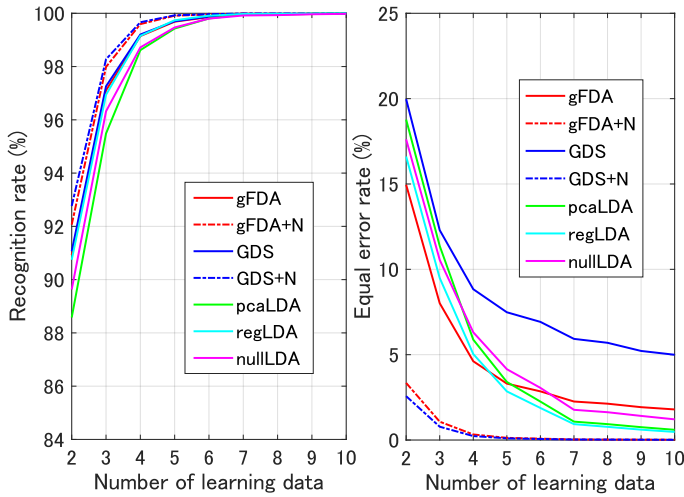 100
98
96
94
92
90
88
86
84
Recognition rate (%)
gFDA
gFDA+N
GDS
GDS+N
pcaLDA
regLDA
nullLDA
2 3 4 5 6 7 8 9 10
Number of learning data
25
20
15
10
5
0
Equal error rate (%)
gFDA
gFDA+N
GDS
GDS+N
pcaLDA
regLDA
nullLDA
2 3 4 5 6 7 8 9 10
Number of learning data